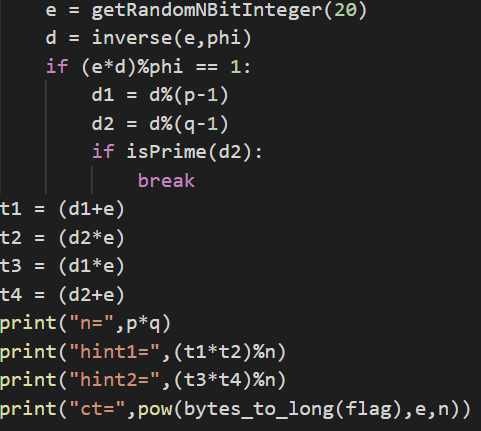 e = getRandomNBitInteger(20)
d = inverse(e,phi)
if (e*d)%phi == 1:
d1 = d%(p-1)
d2 = d%(q-1)
if isPrime(d2):
break
t1 = (d1+e)
t2 = (d2*e)
t3 = (d1*e)
t4 = (d2+e)
print("n=",p*q)
print("hint1=",(t1*t2)%n)
print("hint2=",(t3*t4)%n)
print("ct=",pow(bytes_to_long(flag),e,n))